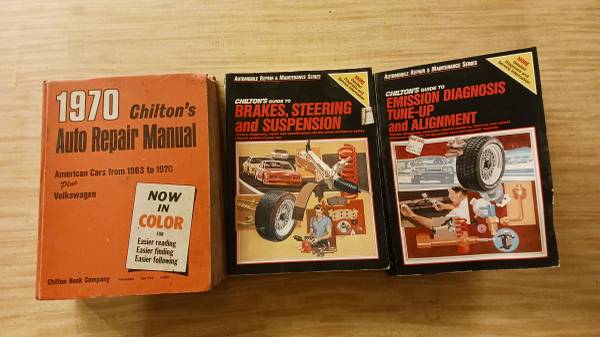 1970 Chilton's
Auto Repair Manual
American Cars from 1963 to 1970
Plus
Volkswagen
NOW
IN
COLOR
FOR
Easier reading
Easier finding
Easier following
Chilton Book Company
AUTOMOBILE REPAIR & MAINTENANCE SERIES
CHILTON'S GUIDE TO
BRAKES, STEERING
and SUSPENSION
AUTOMOBILE REPAIR & MAINTENANCE SERIES
CHILTON'S GUIDE TO
EMISSION DIAGNOSIS
TUNE-UP
and ALIGNMENT